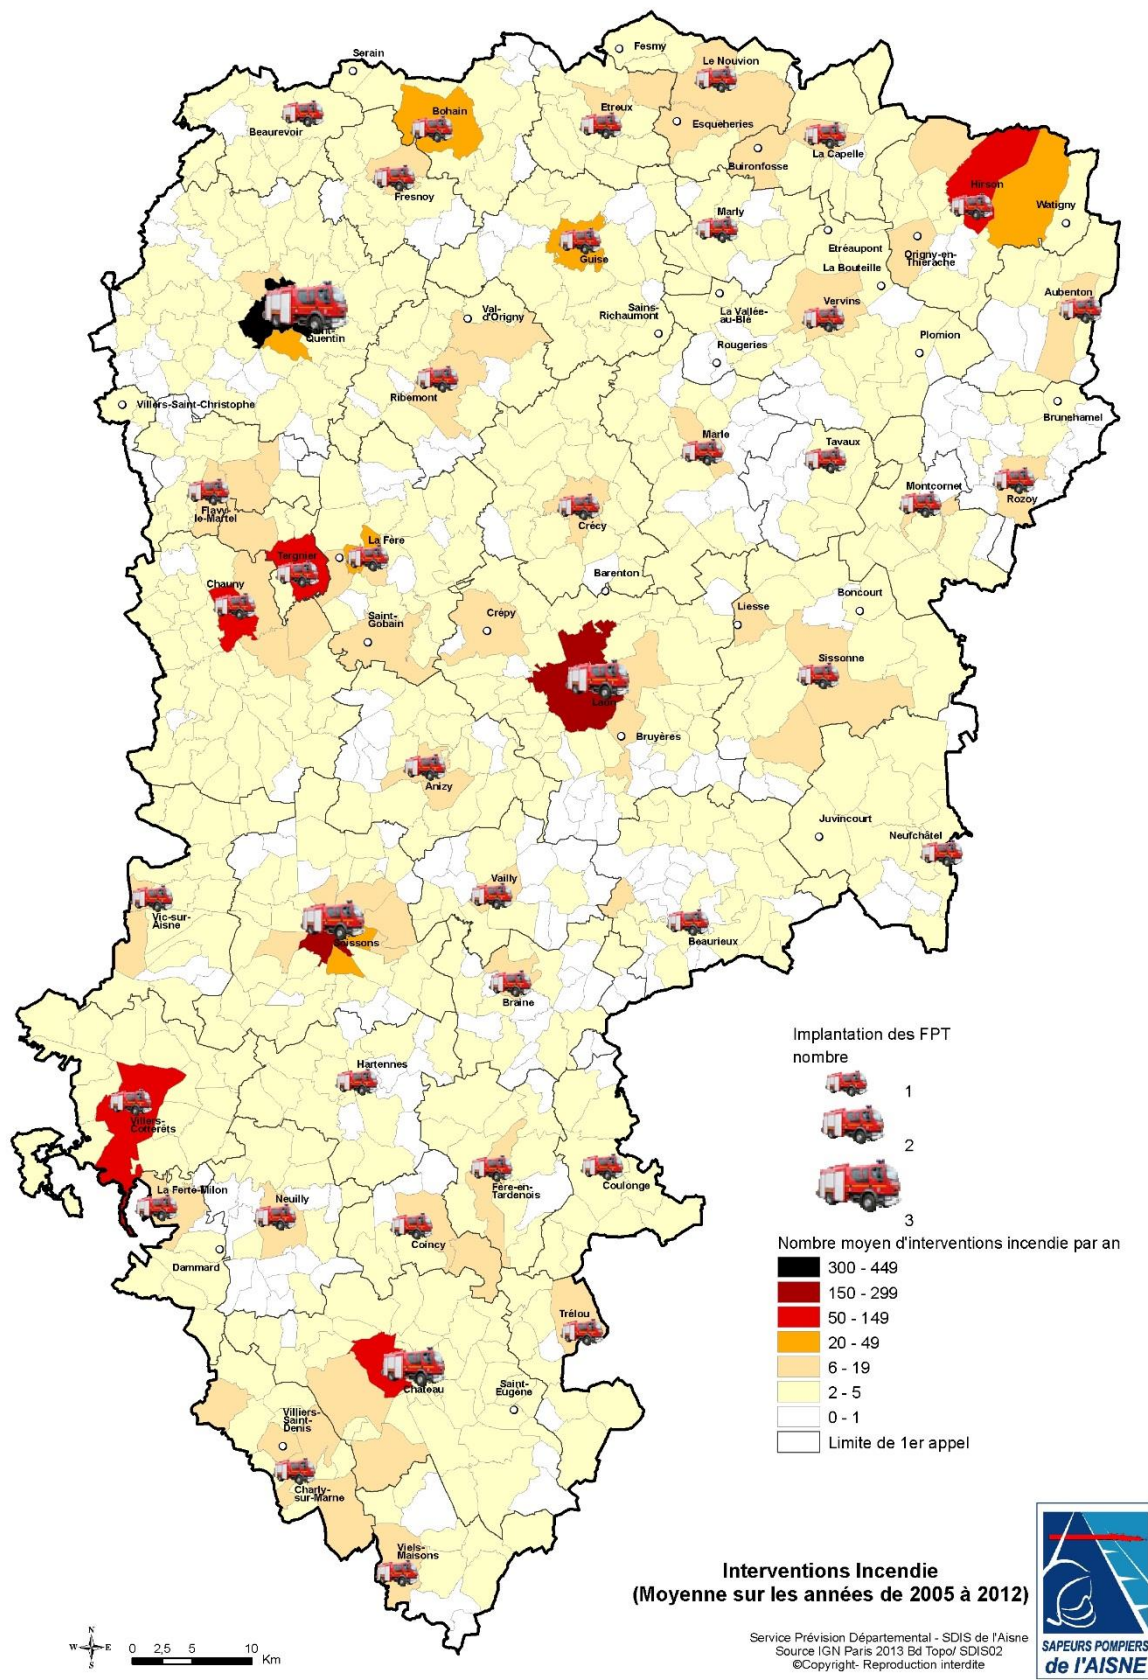 Fesmy
Serain
Le Nouvion
Bohain
Etreux
Beaurevoir
Esqueheries
La Capelle
Buironfosse
Hirson
Fresnoy
Marly
Watigny
Etréaupont
Origny-en-
Thiérache
Guise
La Bouteille
Aubenton
Val-
d'Origny
Sains-
Richaumont
La Vallée-
au-Blé
Vervins
Saint-
Quentin
Plomion
Rougeries
Ribemont
Villers-Saint-Christophe
Brunehamel
Marle
Tavaux
Montcornet
Rozoy
Flavy-
le-Martel
Crécy
La Fère
Tergnier
Barenton
Chauny
Boncourt
Liesse
Crépy
Saint-
Gobain
Sissonne
Laon
Bruyères
Anizy
Juvincourt
Neufchâtel
Vailly
Vic-sur-
Aisne
Soissons
Beaurieux
Braine
Hartennes
Villers-
Cotterêts
La Ferté-Milon
Neuilly
Fère-en-
Tardenois
Coulonge
Coincy
Dammard
Trélou
Château
Saint-
Eugène
Villiers-
Saint-
Denis
Charly-
sur-Marne
Viels-
Maisons
Implantation des FPT
nombre
1
2
3
Nombre moyen d'interventions incendie par an
300 - 449
150 - 299
50 - 149
20 - 49
6 - 19
2 - 5
0 - 1
Limite de 1er appel
Interventions Incendie
(Moyenne sur les années de 2005 à 2012)
Service Prévision Départemental - SDIS de l'Aisne
Source IGN Paris 2013 Bd Topo/ SDIS02
©Copyright- Reproduction interdite
SAPEURS POMPIERS
de l'AISNE
N
W E
S
0 2,5 5 10
Km